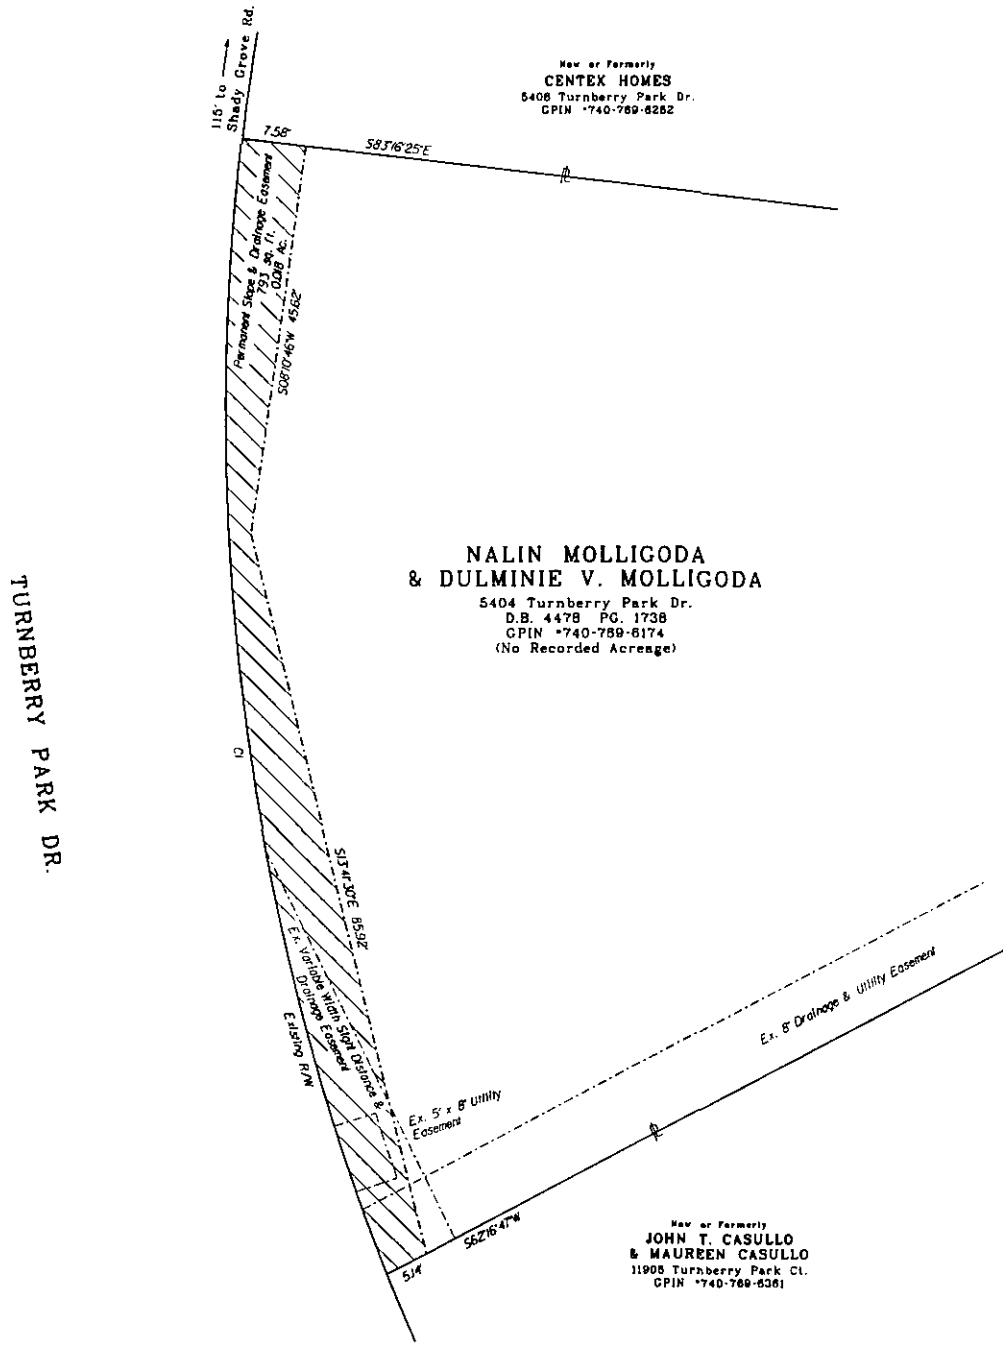 115' to
Shady Grove Rd.
Now or Formerly
CENTEX HOMES
5408 Turnberry Park Dr.
GPIN *740-769-6282
7.58'
S83°16'25"E
PL
Permanent Slope & Drainage Easement
793 sq. ft.
0.018 Ac.
S08°10'46"W 45.62'
NALIN MOLLIGODA
& DULMINIE V. MOLLIGODA
5404 Turnberry Park Dr.
D.B. 4478 PG. 1738
GPIN *740-769-6174
(No Recorded Acreage)
TURNBERRY PARK DR.
C1
S13°41'30"E 85.92'
Ex. Variable Width Sight Distance &
Drainage Easement
Existing R/W
Ex. 5' x 8' Utility
Easement
Ex. 8' Drainage & Utility Easement
PL
S62°16'47"W
5.14'
Now or Formerly
JOHN T. CASULLO
& MAUREEN CASULLO
11905 Turnberry Park Ct.
GPIN *740-769-6361